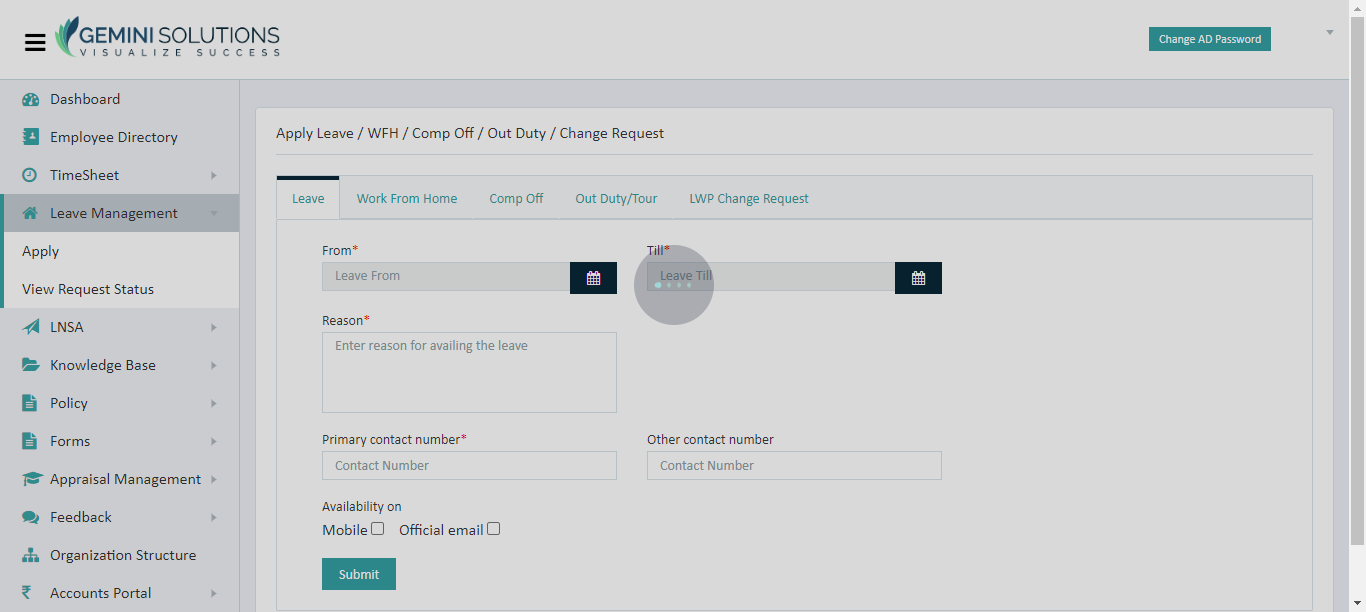 GEMINI SOLUTIONS
VISUALIZE SUCCESS
Change AD Password
Dashboard
Employee Directory
TimeSheet
Leave Management
Apply
View Request Status
LNSA
Knowledge Base
Policy
Forms
Appraisal Management
Feedback
Organization Structure
Accounts Portal
Apply Leave / WFH / Comp Off / Out Duty / Change Request
Leave Work From Home Comp Off Out Duty/Tour LWP Change Request
From* Till*
Leave From Leave Till
Reason*
Enter reason for availing the leave
Primary contact number* Other contact number
Contact Number Contact Number
Availability on
Mobile Official email
Submit